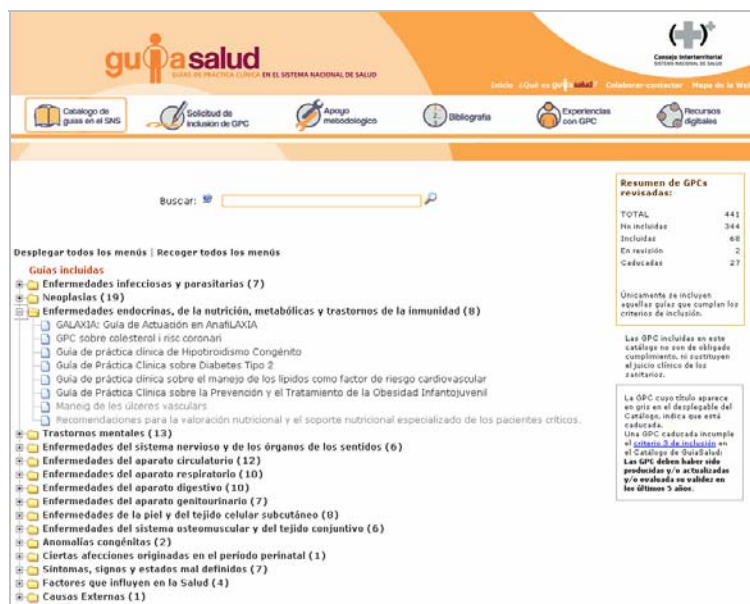 guíasalud
GUÍAS DE PRÁCTICA CLÍNICA EN EL SISTEMA NACIONAL DE SALUD
Consejo Interterritorial
SISTEMA NACIONAL DE SALUD
Inicio ¿Qué es guíasalud? Colaborar-contactar Mapa de la Web
Catálogo de guías en el SNS
Solicitud de inclusión de GPC
Apoyo metodológico
Bibliografía
Experiencias con GPC
Recursos digitales
Buscar:
Desplegar todos los menús | Recoger todos los menús
Guías incluidas
Enfermedades infecciosas y parasitarias (7)
Neoplasias (19)
Enfermedades endocrinas, de la nutrición, metabólicas y trastornos de la inmunidad (8)
GALAXIA: Guía de Actuación en AnafiLAXIA
GPC sobre colesterol i risc coronari
Guía de práctica clínica de Hipotiroidismo Congénito
Guía de Práctica Clínica sobre Diabetes Tipo 2
Guía de práctica clínica sobre el manejo de los lípidos como factor de riesgo cardiovascular
Guía de Práctica Clínica sobre la Prevención y el Tratamiento de la Obesidad Infantojuvenil
Maneig de les úlceres vasculars
Recomendaciones para la valoración nutricional y el soporte nutricional especializado de los pacientes críticos.
Trastornos mentales (13)
Enfermedades del sistema nervioso y de los órganos de los sentidos (6)
Enfermedades del aparato circulatorio (12)
Enfermedades del aparato respiratorio (10)
Enfermedades del aparato digestivo (10)
Enfermedades del aparato genitourinario (7)
Enfermedades de la piel y del tejido celular subcutáneo (8)
Enfermedades del sistema osteomuscular y del tejido conjuntivo (6)
Anomalías congénitas (2)
Ciertas afecciones originadas en el período perinatal (1)
Síntomas, signos y estados mal definidos (7)
Factores que influyen en la Salud (4)
Causas Externas (1)
Resumen de GPCs
revisadas:
TOTAL 441
No incluidas 344
Incluidas 68
En revisión 2
Caducadas 27
Únicamente se incluyen
aquellas guías que cumplan los
criterios de inclusión.
Las GPC incluidas en este
catálogo no son de obligado
cumplimiento, ni sustituyen
el juicio clínico de los
sanitarios.
La GPC cuyo título aparece
en gris en el desplegable del
Catálogo, indica que está
caducada.
Una GPC caducada incumple
el criterio 3 de inclusión en
el Catálogo de GuíaSalud:
Las GPC deben haber sido
producidas y/o actualizadas
y/o evaluada su validez en
los últimos 5 años.